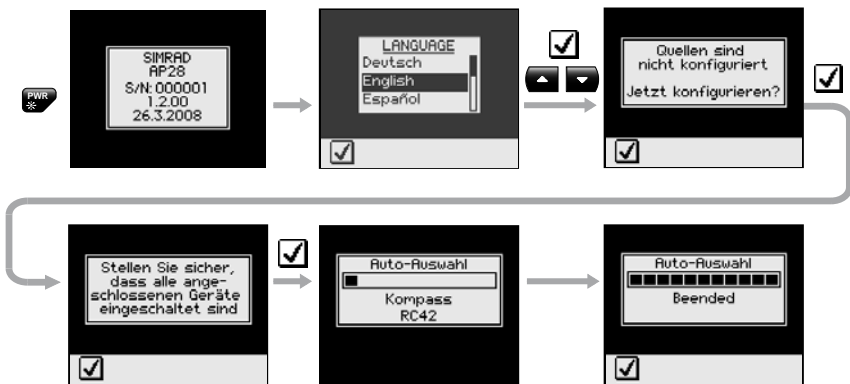 PWR
SIMRAD
AP28
S/N: 000001
1.2.00
26.3.2008
LANGUAGE
Deutsch
English
Español
Quellen sind
nicht konfiguriert
Jetzt konfigurieren?
Stellen Sie sicher,
dass alle ange-
schlossenen Geräte
eingeschaltet sind
Auto-Auswahl
Kompass
RC42
Auto-Auswahl
Beended